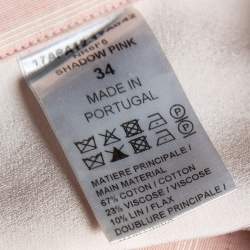 SHADOW PINK
34
MADE IN
PORTUGAL
MATIERE PRINCIPALE /
MAIN MATERIAL
67% COTON / COTTON
23% VISCOSE / VISCOSE
10% LIN / FLAX
DOUBLURE PRINCIPALE /